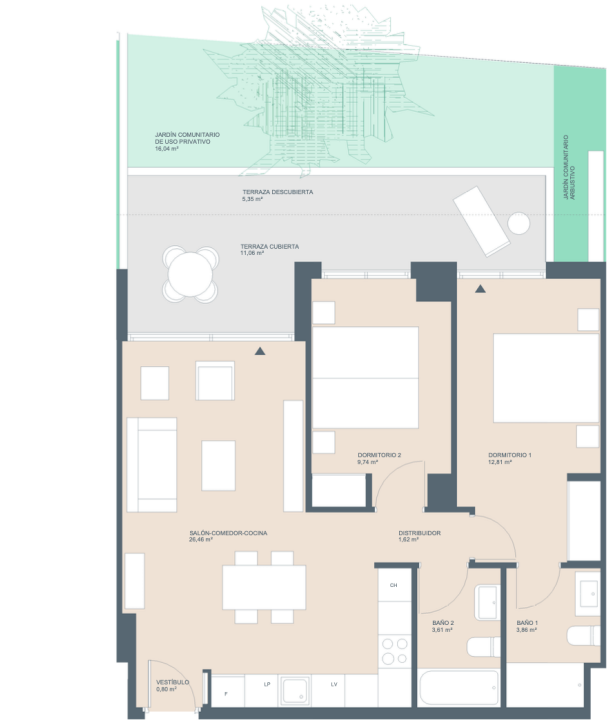 JARDÍN COMUNITARIO
DE USO PRIVATIVO
16,04 m²
JARDÍN COMUNITARIO
ARBUSTIVO
TERRAZA DESCUBIERTA
5,35 m²
TERRAZA CUBIERTA
11,06 m²
DORMITORIO 2
9,74 m²
DORMITORIO 1
12,81 m²
SALÓN-COMEDOR-COCINA
26,46 m²
DISTRIBUIDOR
1,62 m²
CH
BAÑO 2
3,61 m²
BAÑO 1
3,86 m²
VESTÍBULO
0,80 m²
F
LP
LV